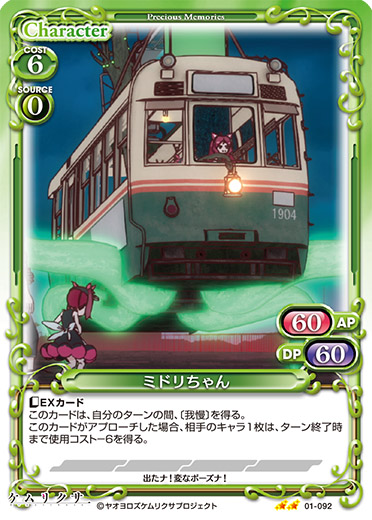 Precious Memories
Character
COST
6
SOURCE
0
1904
60 AP
DP 60
ミドリちゃん
EXカード
このカードは、自分のターンの間、〔我慢〕を得る。
このカードがアプローチした場合、相手のキャラ1枚は、ターン終了時
まで使用コスト−6を得る。
出たナ！変なポーズナ！
ケムリクサ
©ヤオヨロズケムリクサプロジェクト
01-092